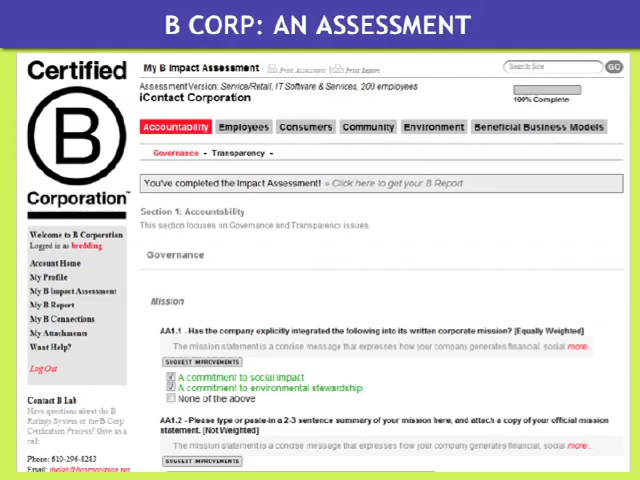 B CORP: AN ASSESSMENT
Certified
B
Corporation™
My B Impact Assessment
Print Assessment | Print Report
Search Site
GO
Assessment Version: Service/Retail, IT Software & Services, 200 employees
iContact Corporation
100% Complete
Accountability Employees Consumers Community Environment Beneficial Business Models
Governance - Transparency -
You've completed the Impact Assessment! » Click here to get your B Report
Section 1: Accountability
This section focuses on Governance and Transparency issues.
Governance
Mission
AA1.1 - Has the company explicitly integrated the following into its written corporate mission? [Equally Weighted]
The mission statement is a concise message that expresses how your company generates financial, social more...
SUGGEST IMPROVEMENTS
A commitment to social impact
A commitment to environmental stewardship
None of the above
AA1.2 - Please type or paste-in a 2-3 sentence summary of your mission here, and attach a copy of your official mission
statement. [Not Weighted]
The mission statement is a concise message that expresses how your company generates financial, social more...
SUGGEST IMPROVEMENTS
Welcome to B Corporation
Logged in as bredding
Account Home
My Profile
My B Impact Assessment
My B Report
My B Connections
My Attachments
Want Help?
Log Out
Contact B Lab
Have questions about the B
Ratings System or the B Corp
Certification Process? Give us a
call:
Phone: 610-296-8283
Email: